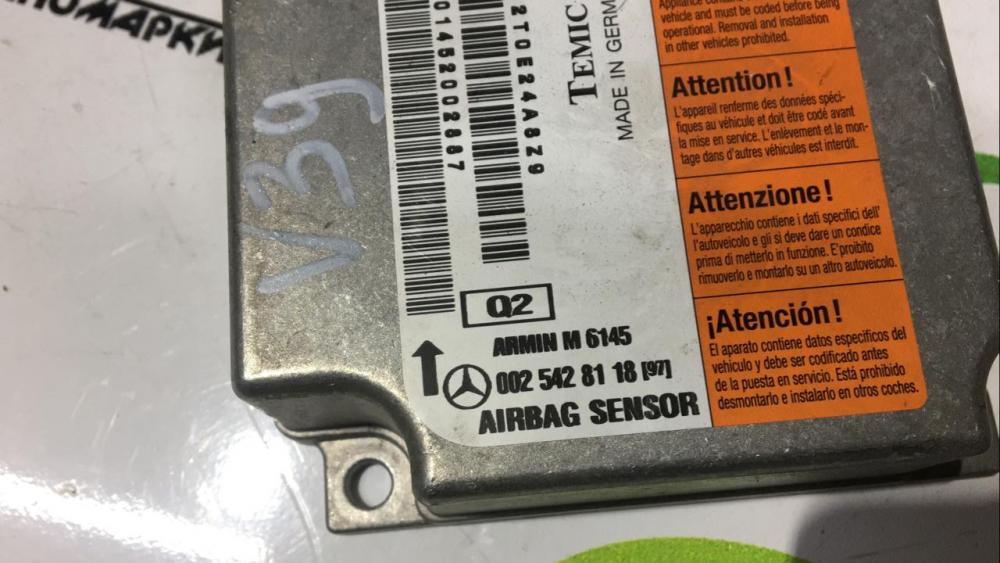 НОМАРКИ
V39
01452002887
2T0E24A8Z9
TEMIC
MADE IN GERM
Q2
ARMIN M 6145
002 542 81 18 [97]
AIRBAG SENSOR
vehicle and must be coded before being
operational. Removal and installation
in other vehicles prohibited.
Attention !
L'appareil renferme des données spéci-
fiques au véhicule et doit être codé avant
la mise en service. L'enlèvement et le mon-
tage dans d'autres véhicules est interdit.
Attenzione !
L'apparecchio contiene i dati specifici dell'
l'autoveicolo e gli si deve dare un condice
prima di metterlo in funzione. E'proibito
rimuoverlo e montarlo su un altro autoveicolo.
¡Atención !
El aparato contiene datos especificos del
vehiculo y debe ser codificado antes
de la puesta en servicio. Está prohibido
desmontarlo e instalarlo en otros coches.